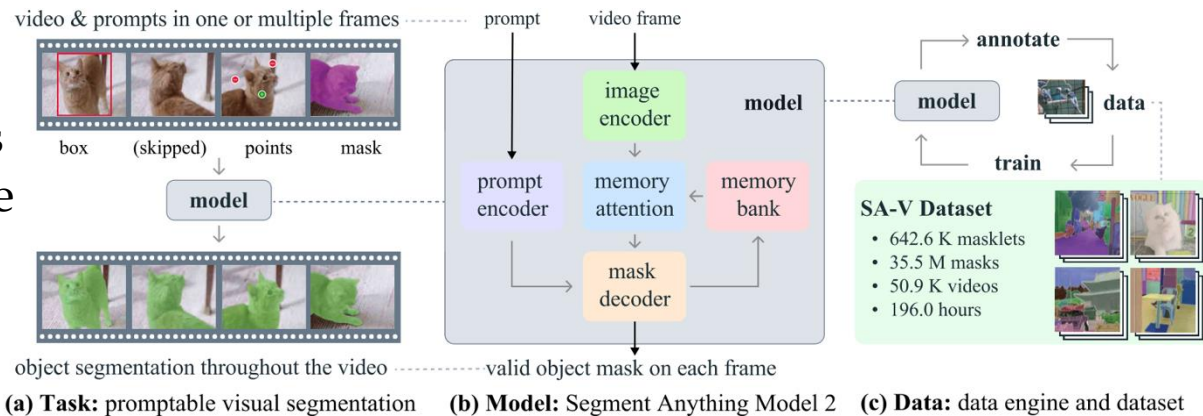 video & prompts in one or multiple frames
box (skipped) points mask
model
object segmentation throughout the video
(a) Task: promptable visual segmentation
prompt
video frame
model
image
encoder
prompt
encoder
memory
attention
memory
bank
mask
decoder
valid object mask on each frame
(b) Model: Segment Anything Model 2
annotate
model
data
train
SA-V Dataset
• 642.6 K masklets
• 35.5 M masks
• 50.9 K videos
• 196.0 hours
(c) Data: data engine and dataset